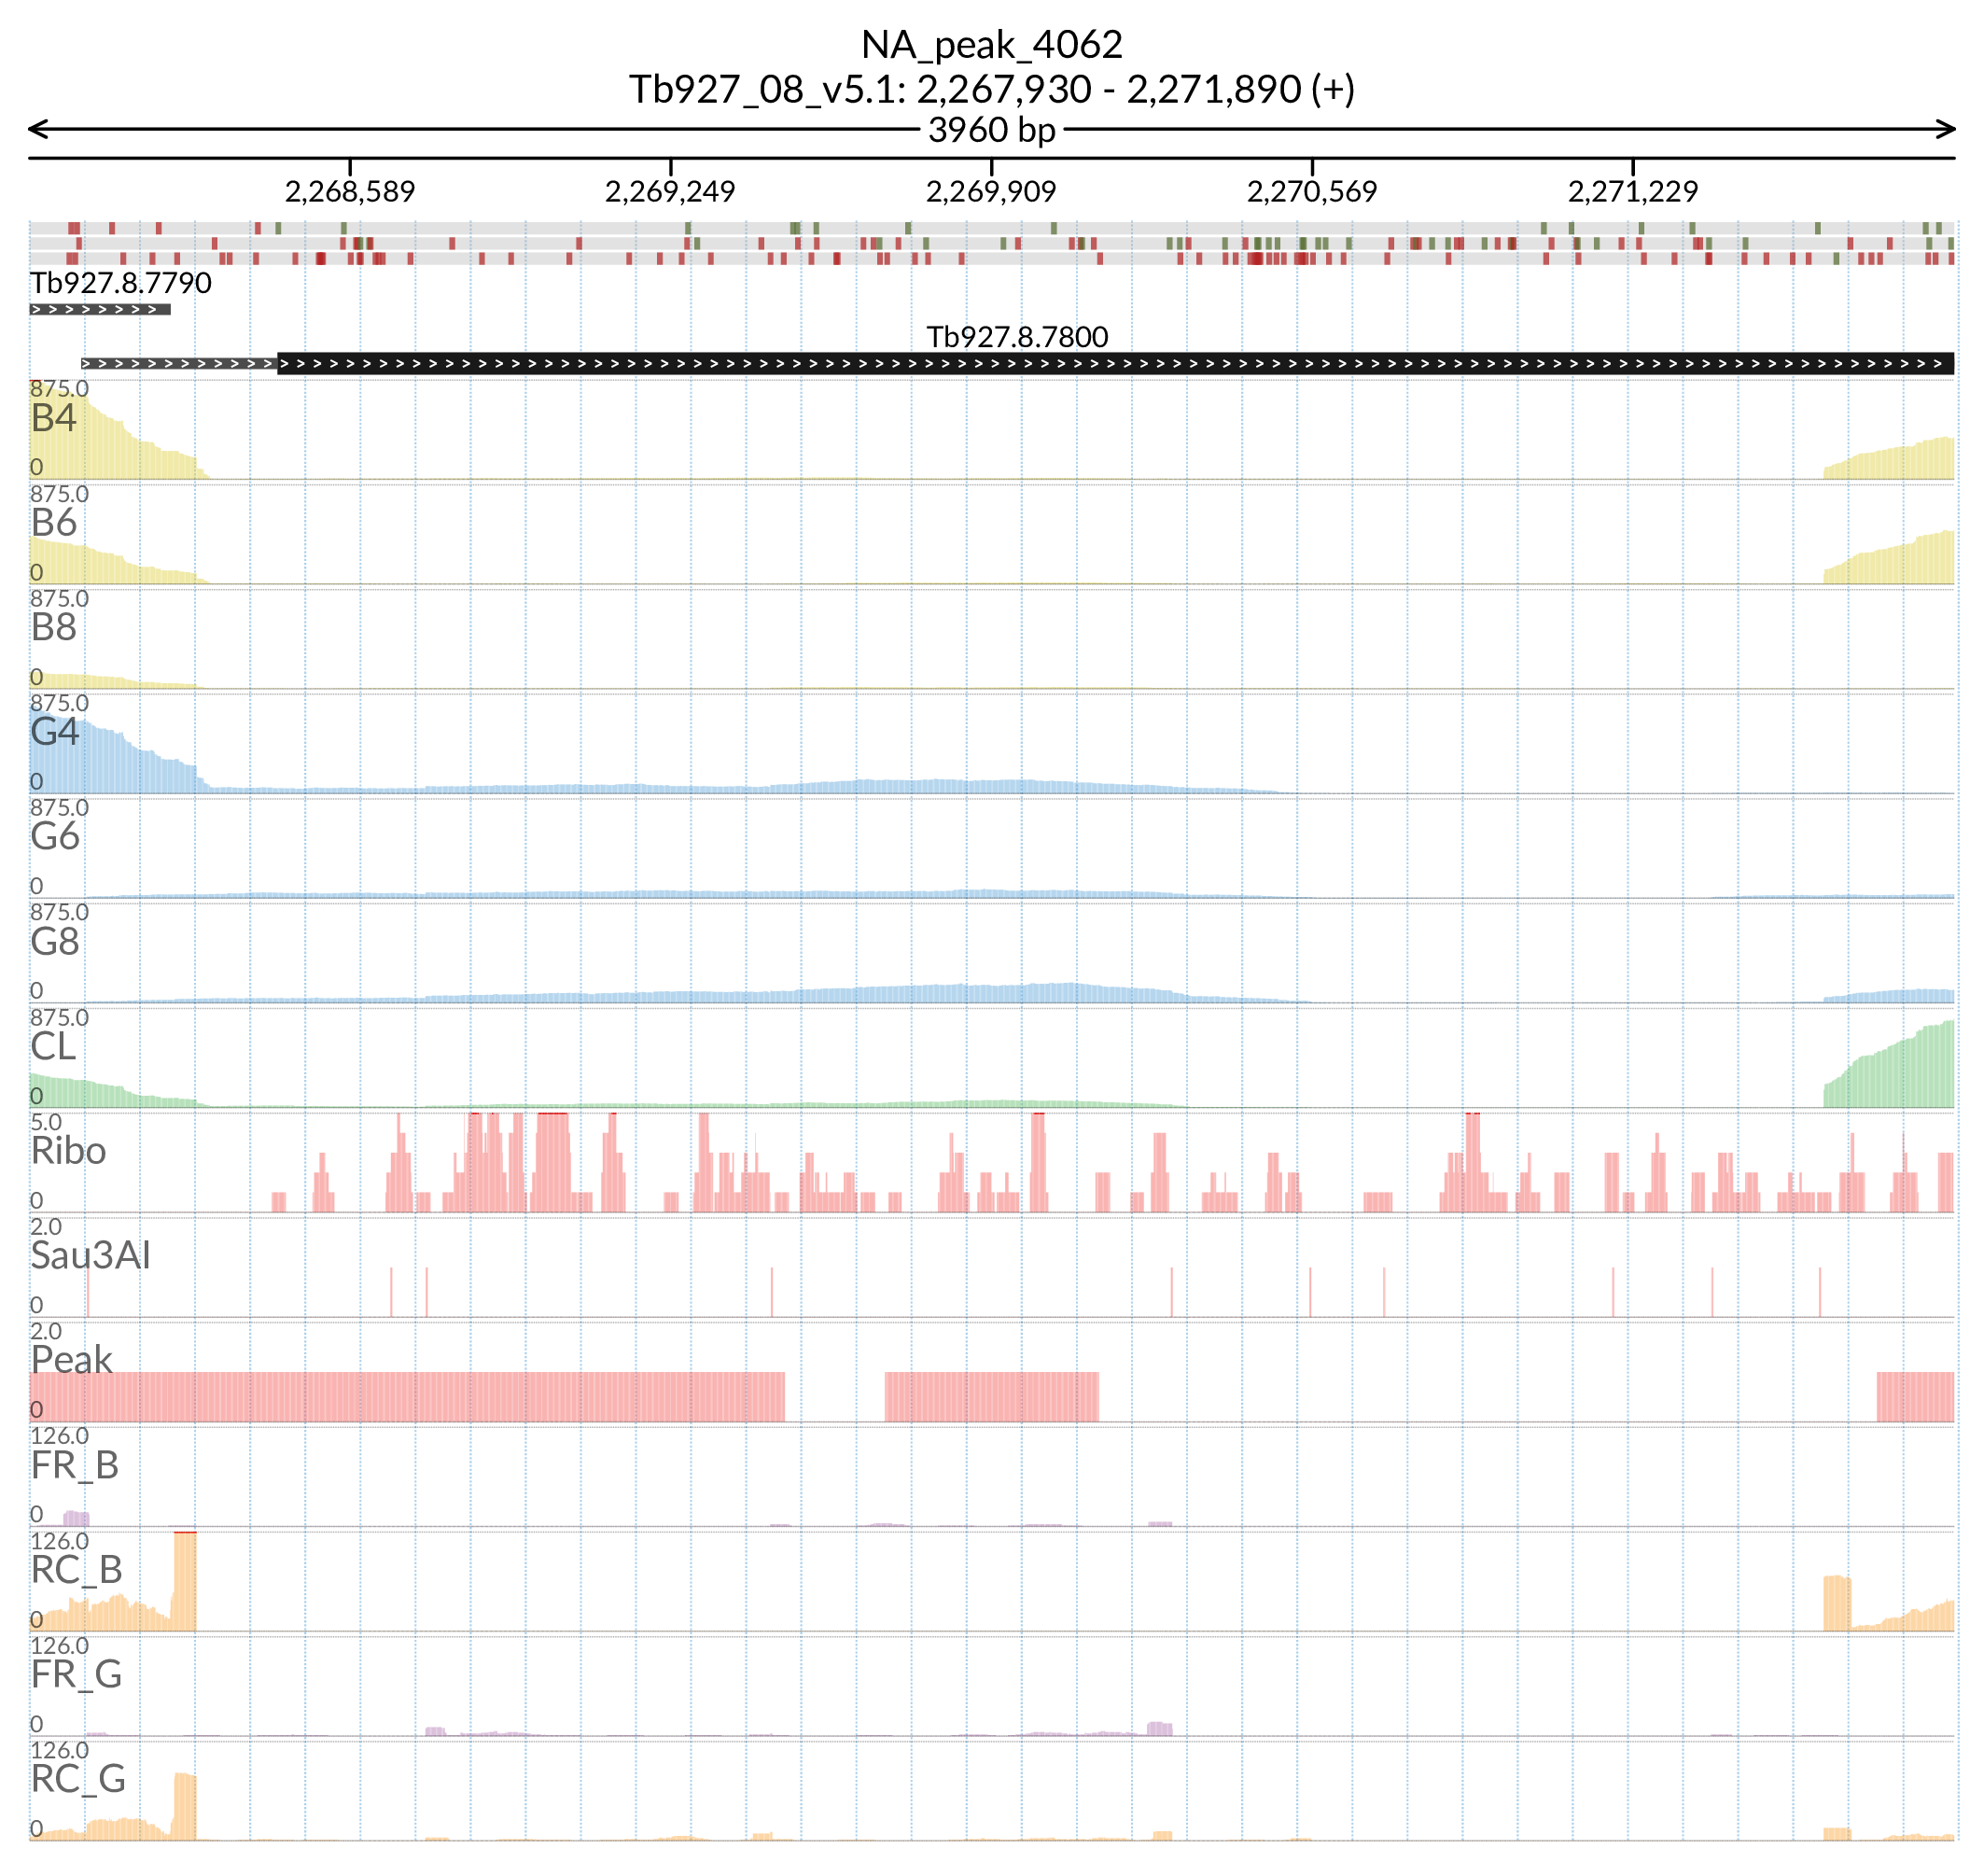 NA_peak_4062
Tb927_08_v5.1: 2,267,930 - 2,271,890 (+)
3960 bp
2,268,589 2,269,249 2,269,909 2,270,569 2,271,229
Tb927.8.7790
Tb927.8.7800
875.0
B4
0
875.0
B6
0
875.0
B8
0
875.0
G4
0
875.0
G6
0
875.0
G8
0
875.0
CL
0
5.0
Ribo
0
2.0
Sau3AI
0
2.0
Peak
0
126.0
FR_B
0
126.0
RC_B
0
126.0
FR_G
0
126.0
RC_G
0